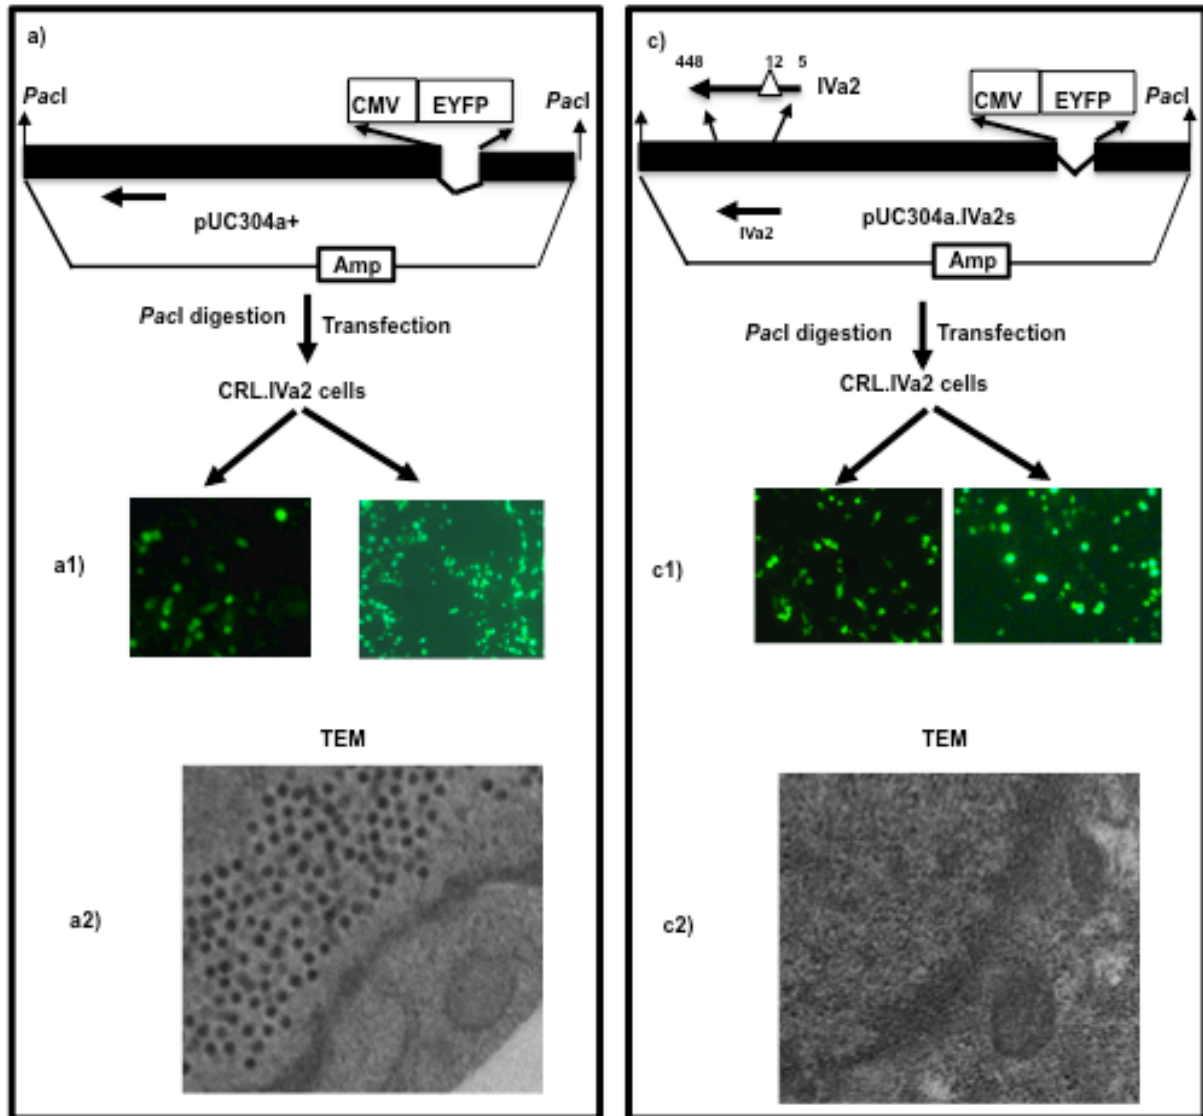 a)
PacI
CMV EYFP
PacI
pUC304a+
Amp
PacI digestion
Transfection
CRL.IVa2 cells
a1)
TEM
a2)
c)
448 12 5
IVa2
CMV EYFP
PacI
pUC304a.IVa2s
IVa2
Amp
PacI digestion
Transfection
CRL.IVa2 cells
c1)
TEM
c2)